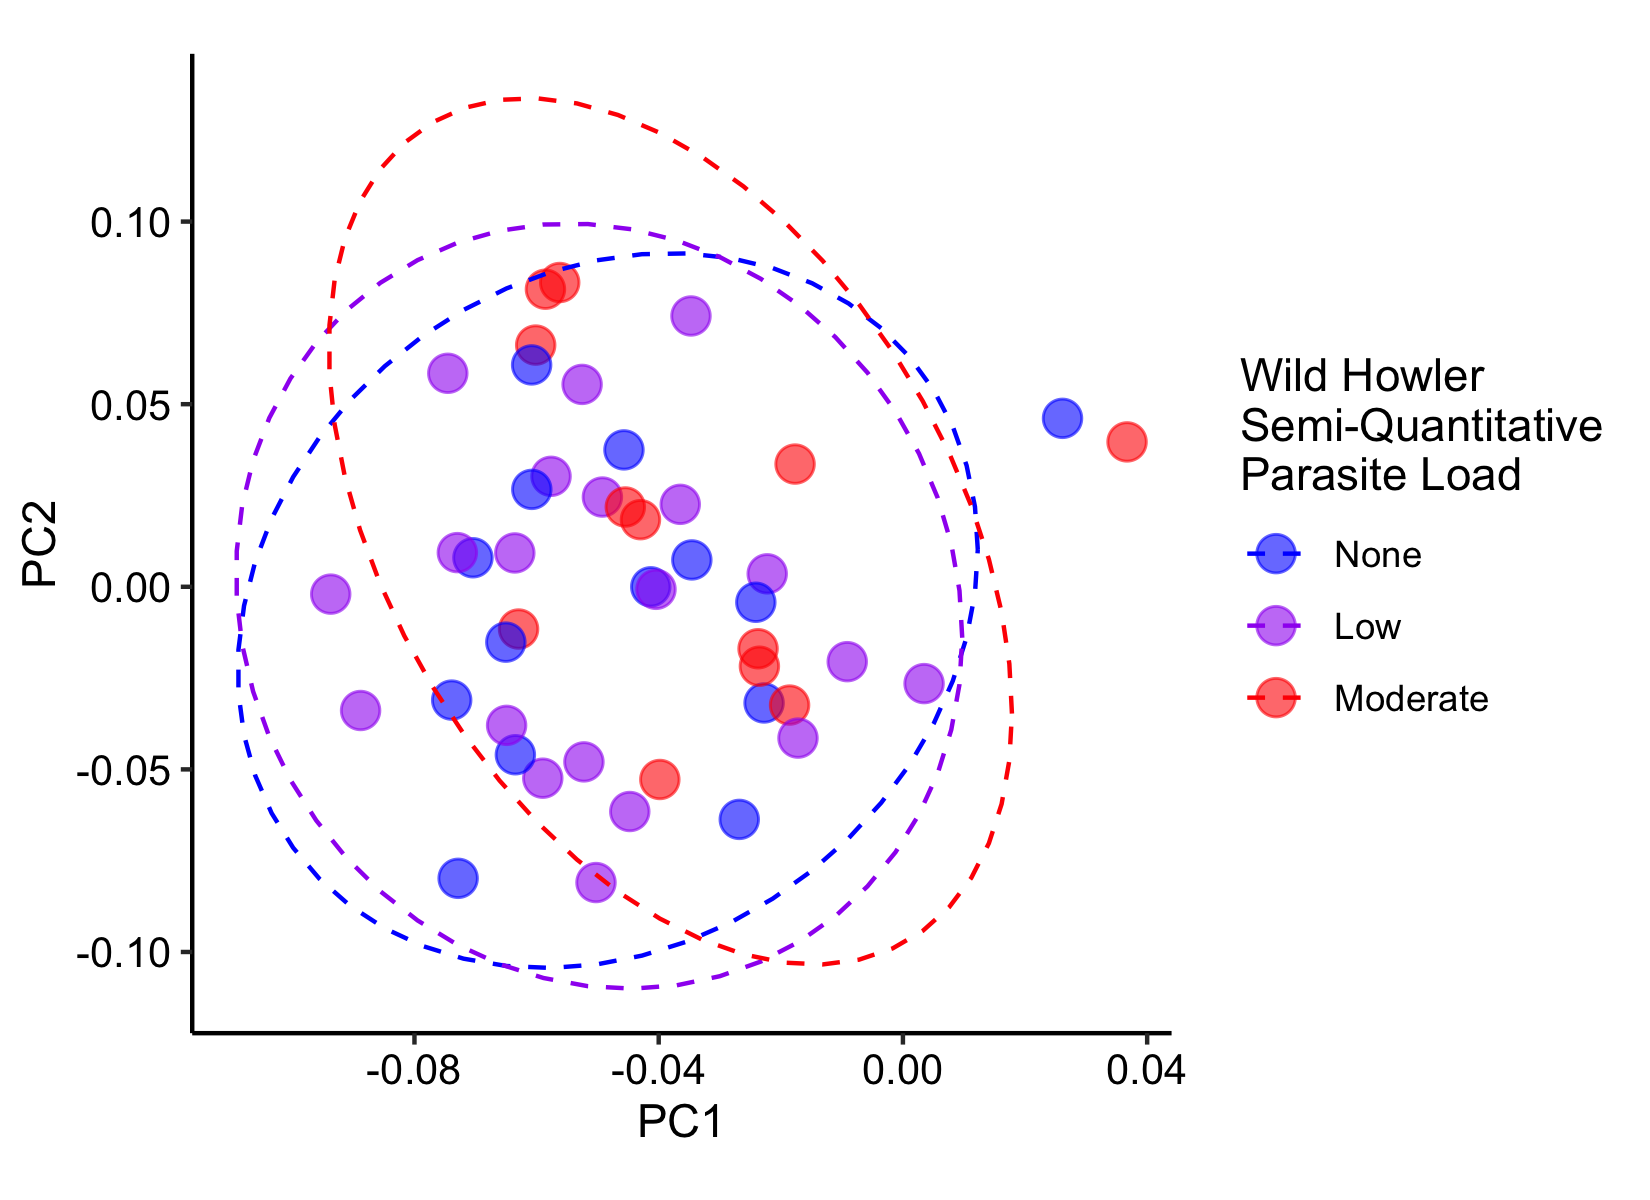 0.10
0.05
0.00
-0.05
-0.10
PC2
-0.08
-0.04
0.00
0.04
PC1
Wild Howler
Semi-Quantitative
Parasite Load
None
Low
Moderate